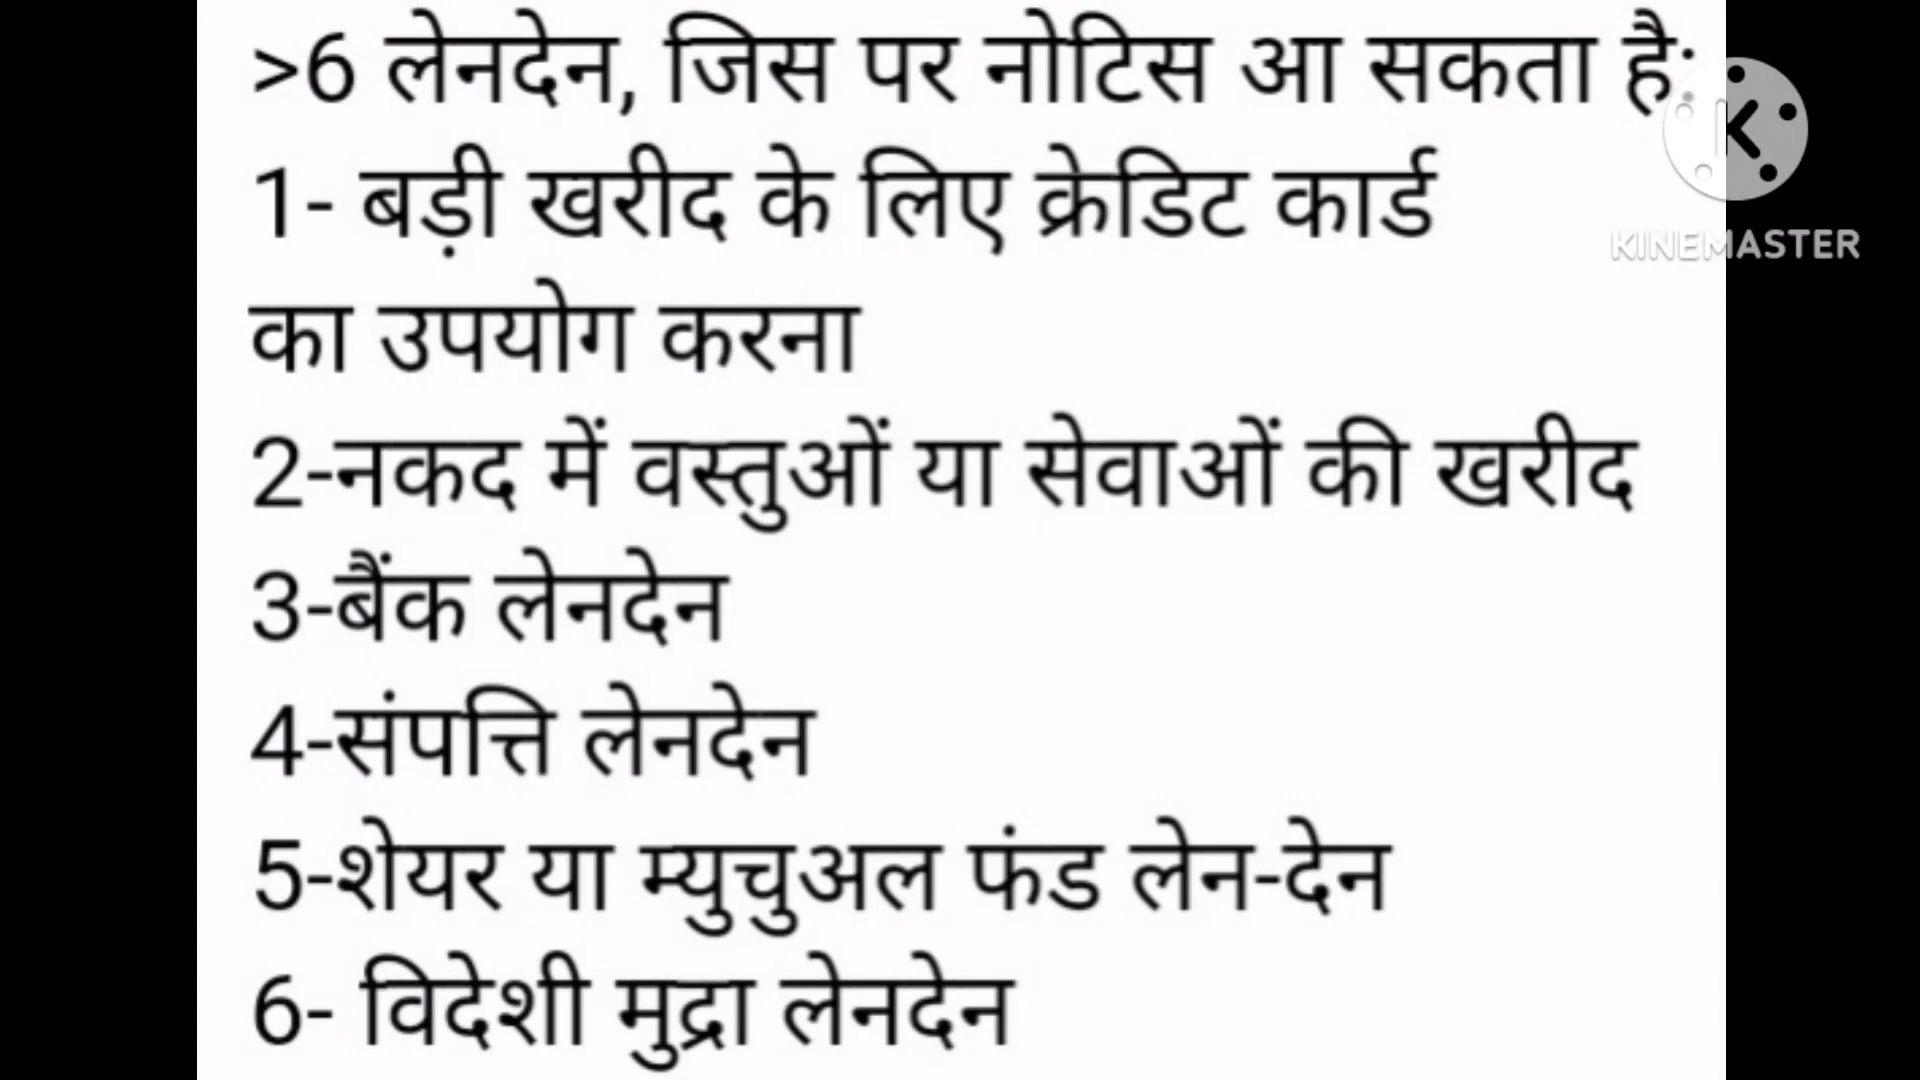 >6 लेनदेन, जिस पर नोटिस आ सकता है:
1- बड़ी खरीद के लिए क्रेडिट कार्ड
का उपयोग करना
2-नकद में वस्तुओं या सेवाओं की खरीद
3-बैंक लेनदेन
4-संपत्ति लेनदेन
5-शेयर या म्युचुअल फंड लेन-देन
6- विदेशी मुद्रा लेनदेन
K
KINEMASTER